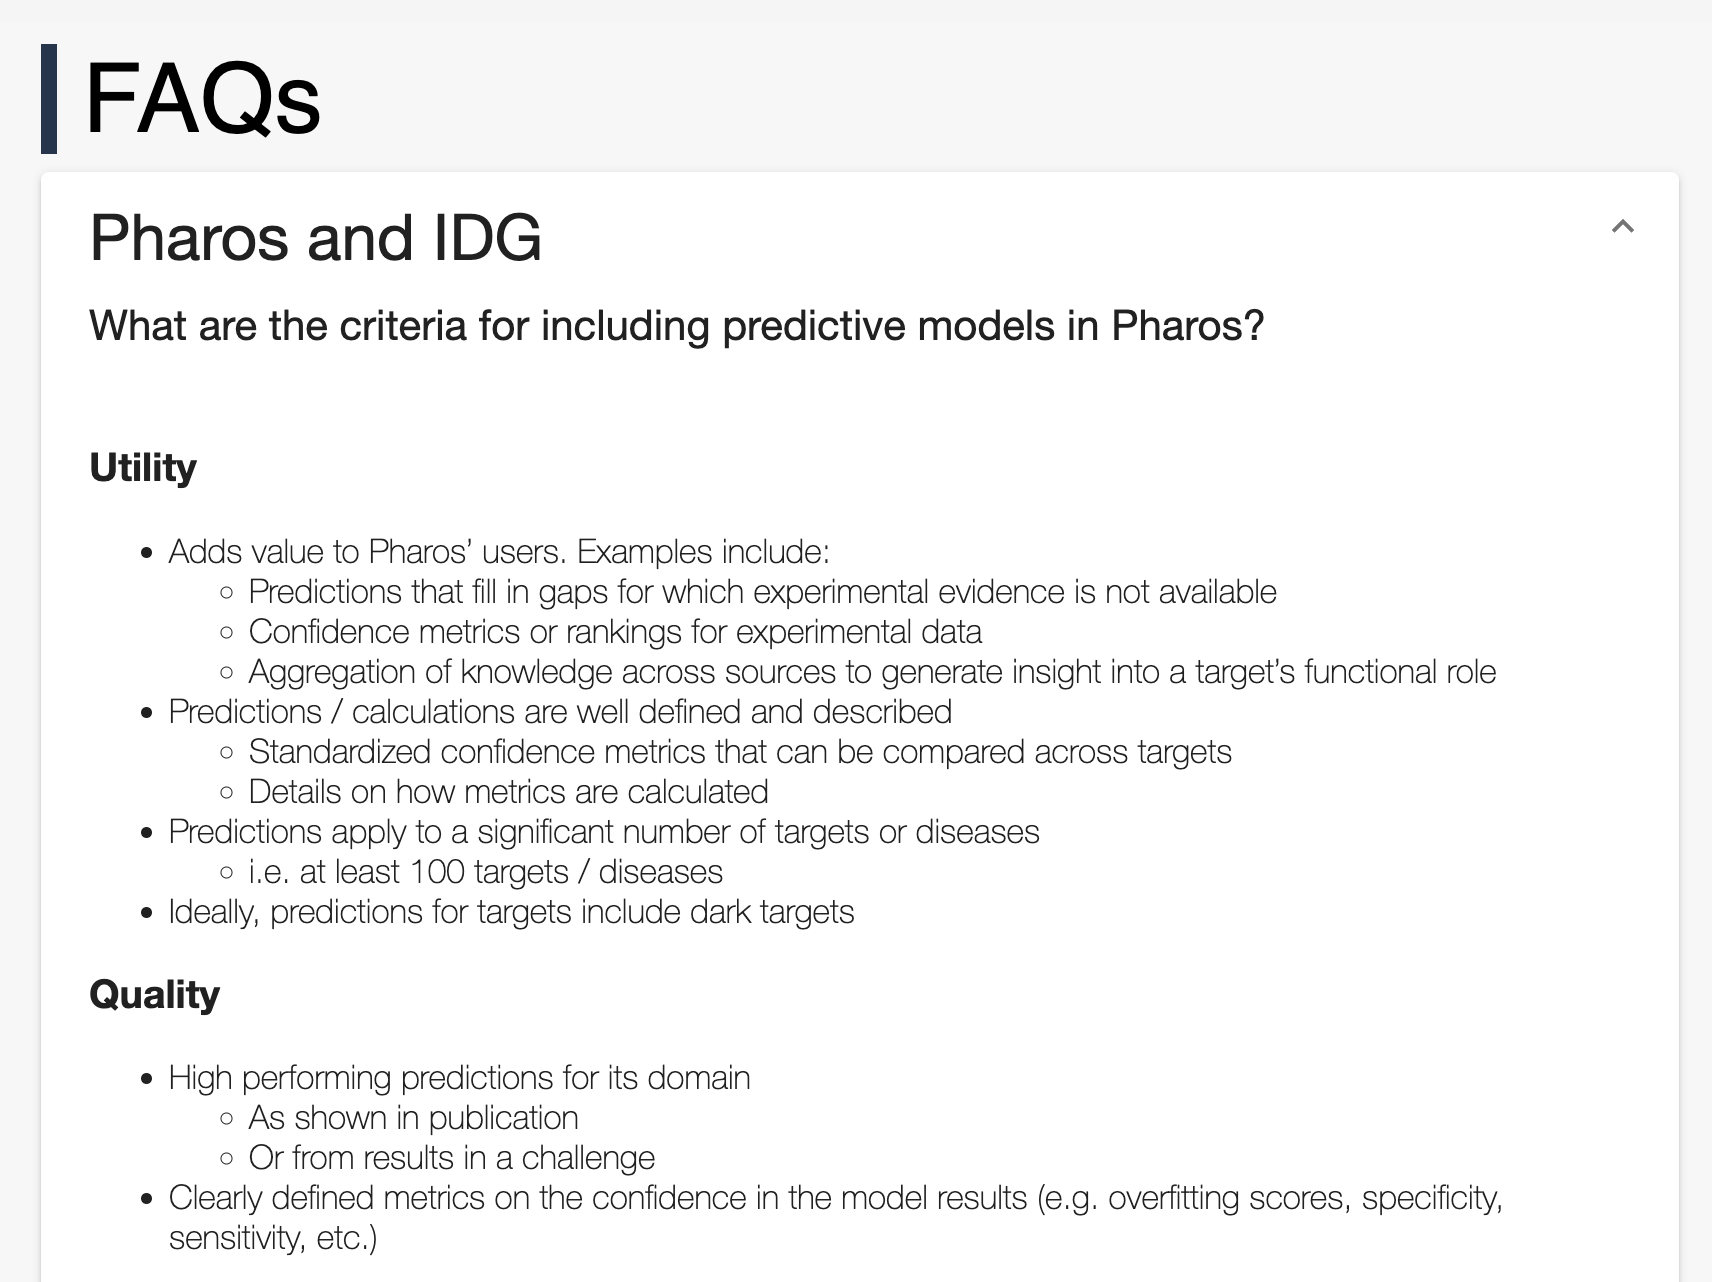 FAQs
Pharos and IDG
What are the criteria for including predictive models in Pharos?
Utility
• Adds value to Pharos’ users. Examples include:
◦ Predictions that fill in gaps for which experimental evidence is not available
◦ Confidence metrics or rankings for experimental data
◦ Aggregation of knowledge across sources to generate insight into a target’s functional role
• Predictions / calculations are well defined and described
◦ Standardized confidence metrics that can be compared across targets
◦ Details on how metrics are calculated
• Predictions apply to a significant number of targets or diseases
◦ i.e. at least 100 targets / diseases
• Ideally, predictions for targets include dark targets
Quality
• High performing predictions for its domain
◦ As shown in publication
◦ Or from results in a challenge
• Clearly defined metrics on the confidence in the model results (e.g. overfitting scores, specificity,
sensitivity, etc.)